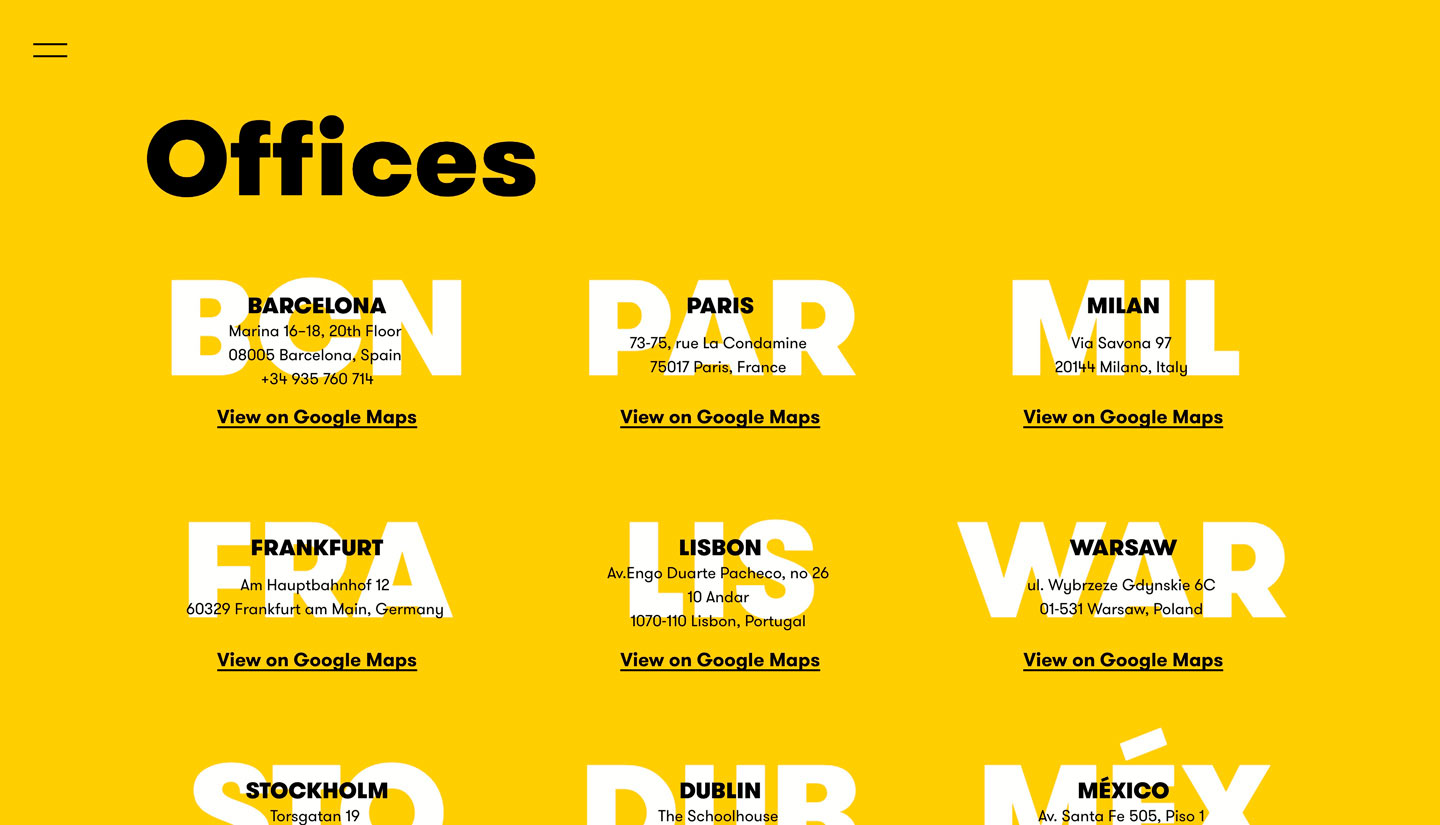 Offices
BCN
BARCELONA
Marina 16–18, 20th Floor
08005 Barcelona, Spain
+34 935 760 714
View on Google Maps
PAR
PARIS
73-75, rue La Condamine
75017 Paris, France
View on Google Maps
MIL
MILAN
Via Savona 97
20144 Milano, Italy
View on Google Maps
FRA
FRANKFURT
Am Hauptbahnhof 12
60329 Frankfurt am Main, Germany
View on Google Maps
LIS
LISBON
Av.Engo Duarte Pacheco, no 26
10 Andar
1070-110 Lisbon, Portugal
View on Google Maps
WAR
WARSAW
ul. Wybrzeze Gdynskie 6C
01-531 Warsaw, Poland
View on Google Maps
STO
STOCKHOLM
Torsgatan 19
DUB
DUBLIN
The Schoolhouse
MÉX
MÉXICO
Av. Santa Fe 505, Piso 1